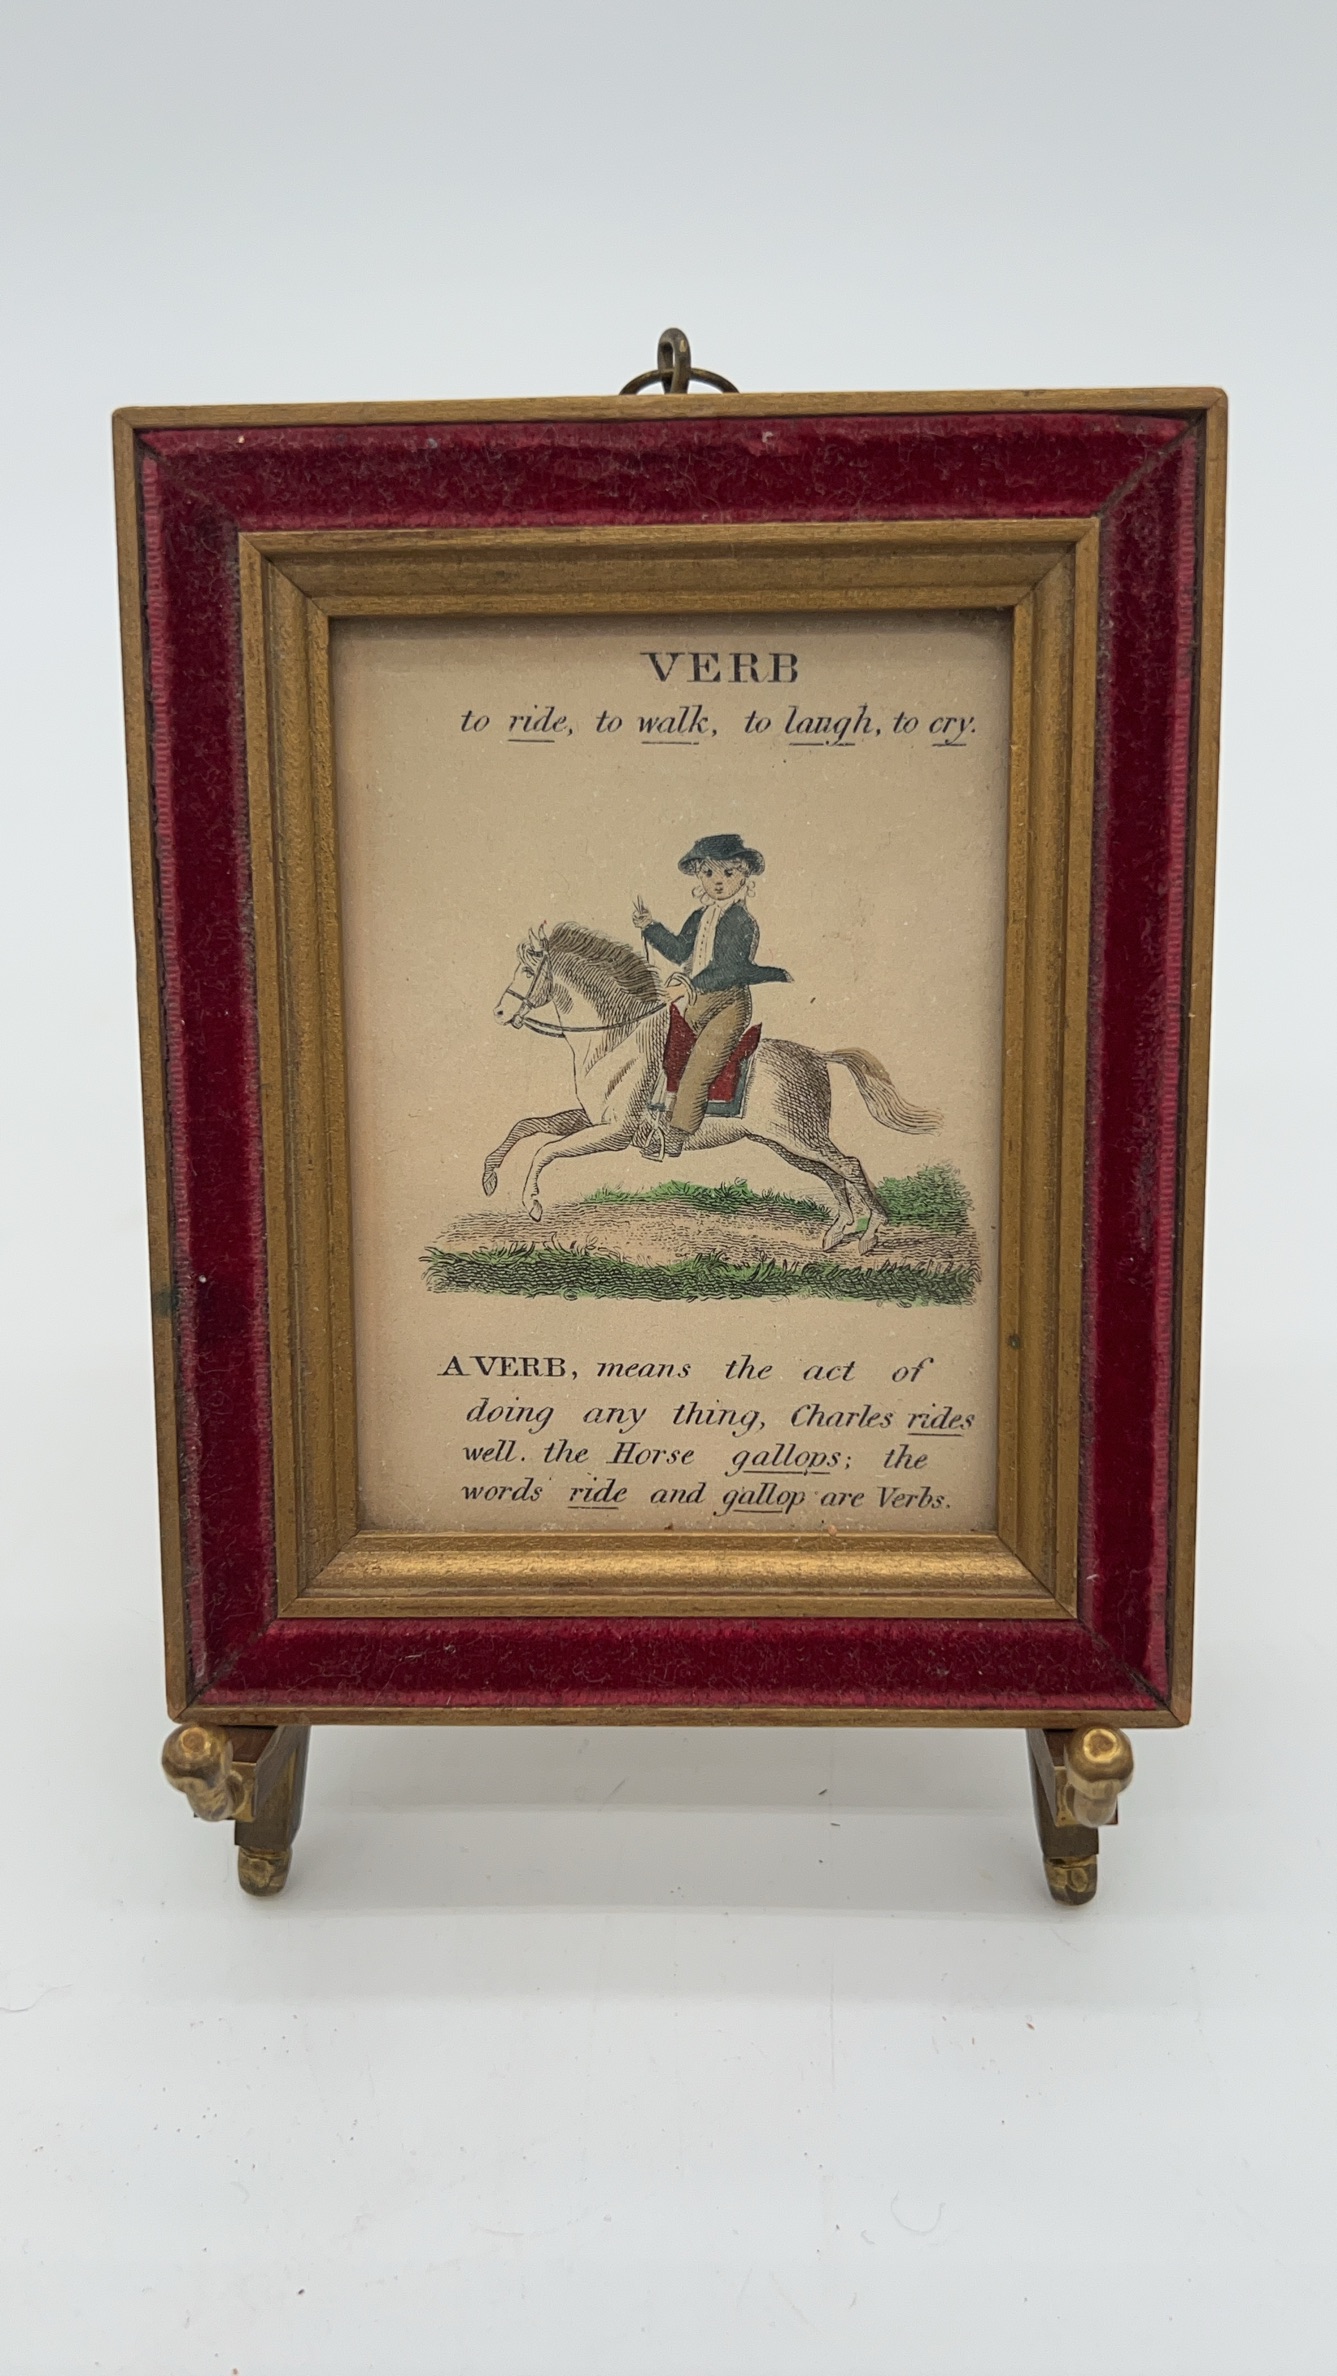 VERB
to ride, to walk, to laugh, to cry.
A VERB, means the act of
doing any thing, Charles rides
well. the Horse gallops; the
words ride and gallop are Verbs.